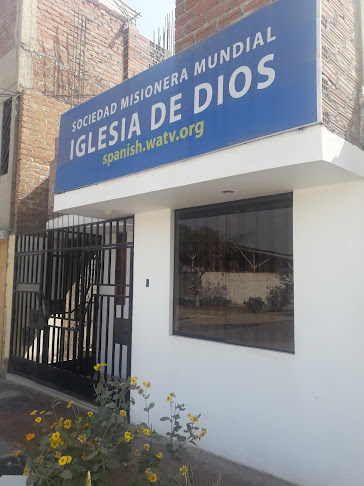 SOCIEDAD MISIONERA MUNDIAL
IGLESIA DE DIOS
spanish.watv.org